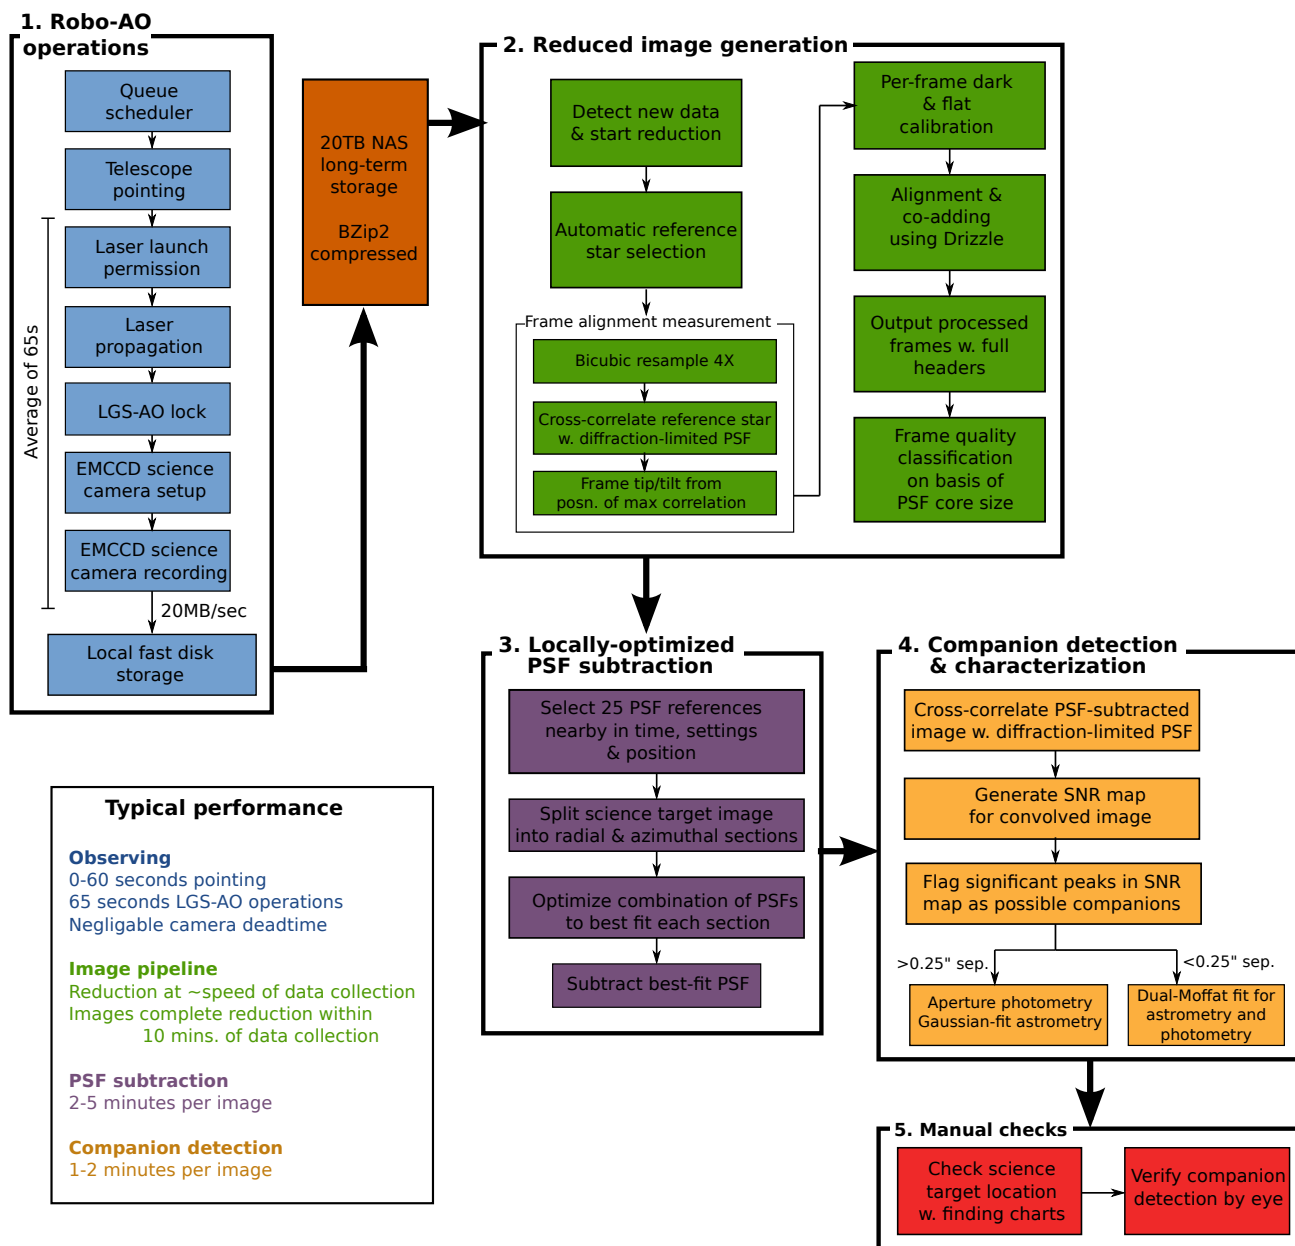 1. Robo-AO
operations
Queue
scheduler
Telescope
pointing
Laser launch
permission
Laser
propagation
LGS-AO lock
EMCCD science
camera setup
EMCCD science
camera recording
Average of 65s
20MB/sec
Local fast disk
storage
20TB NAS
long-term
storage
BZip2
compressed
2. Reduced image generation
Detect new data
& start reduction
Automatic reference
star selection
Frame alignment measurement
Bicubic resample 4X
Cross-correlate reference star
w. diffraction-limited PSF
Frame tip/tilt from
posn. of max correlation
Per-frame dark
& flat
calibration
Alignment &
co-adding
using Drizzle
Output processed
frames w. full
headers
Frame quality
classification
on basis of
PSF core size
3. Locally-optimized
PSF subtraction
Select 25 PSF references
nearby in time, settings
& position
Split science target image
into radial & azimuthal sections
Optimize combination of PSFs
to best fit each section
Subtract best-fit PSF
4. Companion detection
& characterization
Cross-correlate PSF-subtracted
image w. diffraction-limited PSF
Generate SNR map
for convolved image
Flag significant peaks in SNR
map as possible companions
>0.25" sep.
<0.25" sep.
Aperture photometry
Gaussian-fit astrometry
Dual-Moffat fit for
astrometry and
photometry
5. Manual checks
Check science
target location
w. finding charts
Verify companion
detection by eye
Typical performance
Observing
0-60 seconds pointing
65 seconds LGS-AO operations
Negligable camera deadtime
Image pipeline
Reduction at ~speed of data collection
Images complete reduction within
10 mins. of data collection
PSF subtraction
2-5 minutes per image
Companion detection
1-2 minutes per image